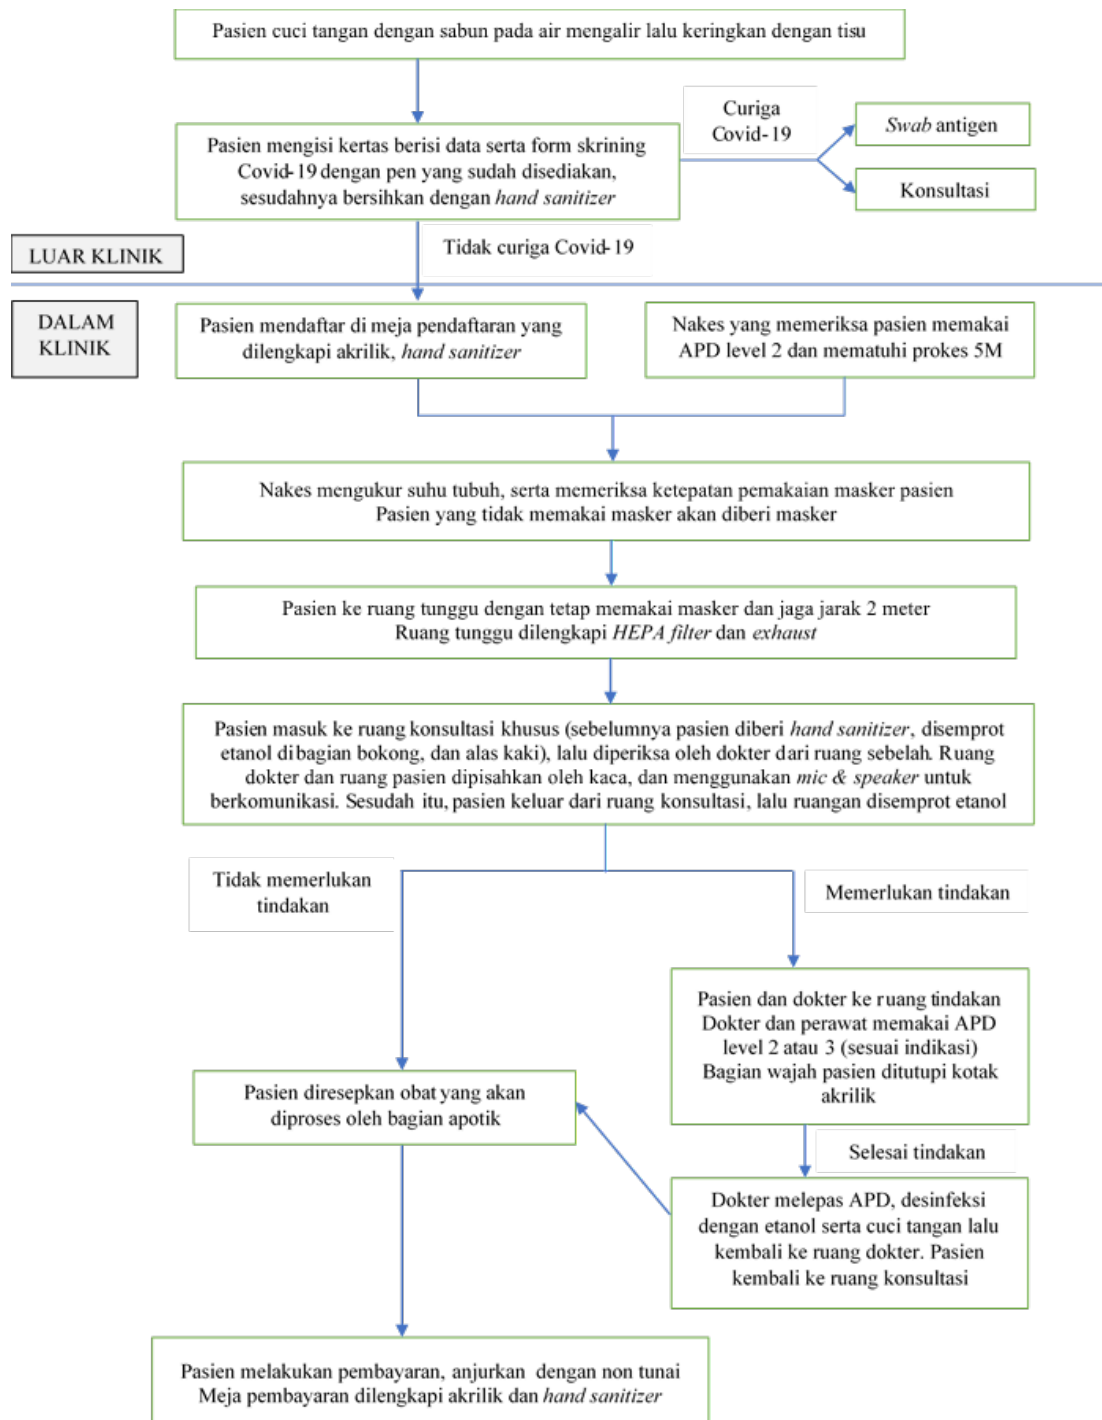 Pasien cuci tangan dengan sabun pada air mengalir lalu keringkan dengan tisu
Curiga
Covid-19
Swab antigen
Konsultasi
Pasien mengisi kertas berisi data serta form skrining
Covid-19 dengan pen yang sudah disediakan,
sesudahnya bersihkan dengan hand sanitizer
Tidak curiga Covid-19
LUAR KLINIK
DALAM
KLINIK
Pasien mendaftar di meja pendaftaran yang
dilengkapi akrilik, hand sanitizer
Nakes yang memeriksa pasien memakai
APD level 2 dan mematuhi prokes 5M
Nakes mengukur suhu tubuh, serta memeriksa ketepatan pemakaian masker pasien
Pasien yang tidak memakai masker akan diberi masker
Pasien ke ruang tunggu dengan tetap memakai masker dan jaga jarak 2 meter
Ruang tunggu dilengkapi HEPA filter dan exhaust
Pasien masuk ke ruang konsultasi khusus (sebelumnya pasien diberi hand sanitizer, disemprot
etanol dibagian bokong, dan alas kaki), lalu diperiksa oleh dokter dari ruang sebelah. Ruang
dokter dan ruang pasien dipisahkan oleh kaca, dan menggunakan mic & speaker untuk
berkomunikasi. Sesudah itu, pasien keluar dari ruang konsultasi, lalu ruangan disemprot etanol
Tidak memerlukan
tindakan
Memerlukan tindakan
Pasien dan dokter ke ruang tindakan
Dokter dan perawat memakai APD
level 2 atau 3 (sesuai indikasi)
Bagian wajah pasien ditutupi kotak
akrilik
Pasien diresepkan obat yang akan
diproses oleh bagian apotik
Selesai tindakan
Dokter melepas APD, desinfeksi
dengan etanol serta cuci tangan lalu
kembali ke ruang dokter. Pasien
kembali ke ruang konsultasi
Pasien melakukan pembayaran, anjurkan dengan non tunai
Meja pembayaran dilengkapi akrilik dan hand sanitizer